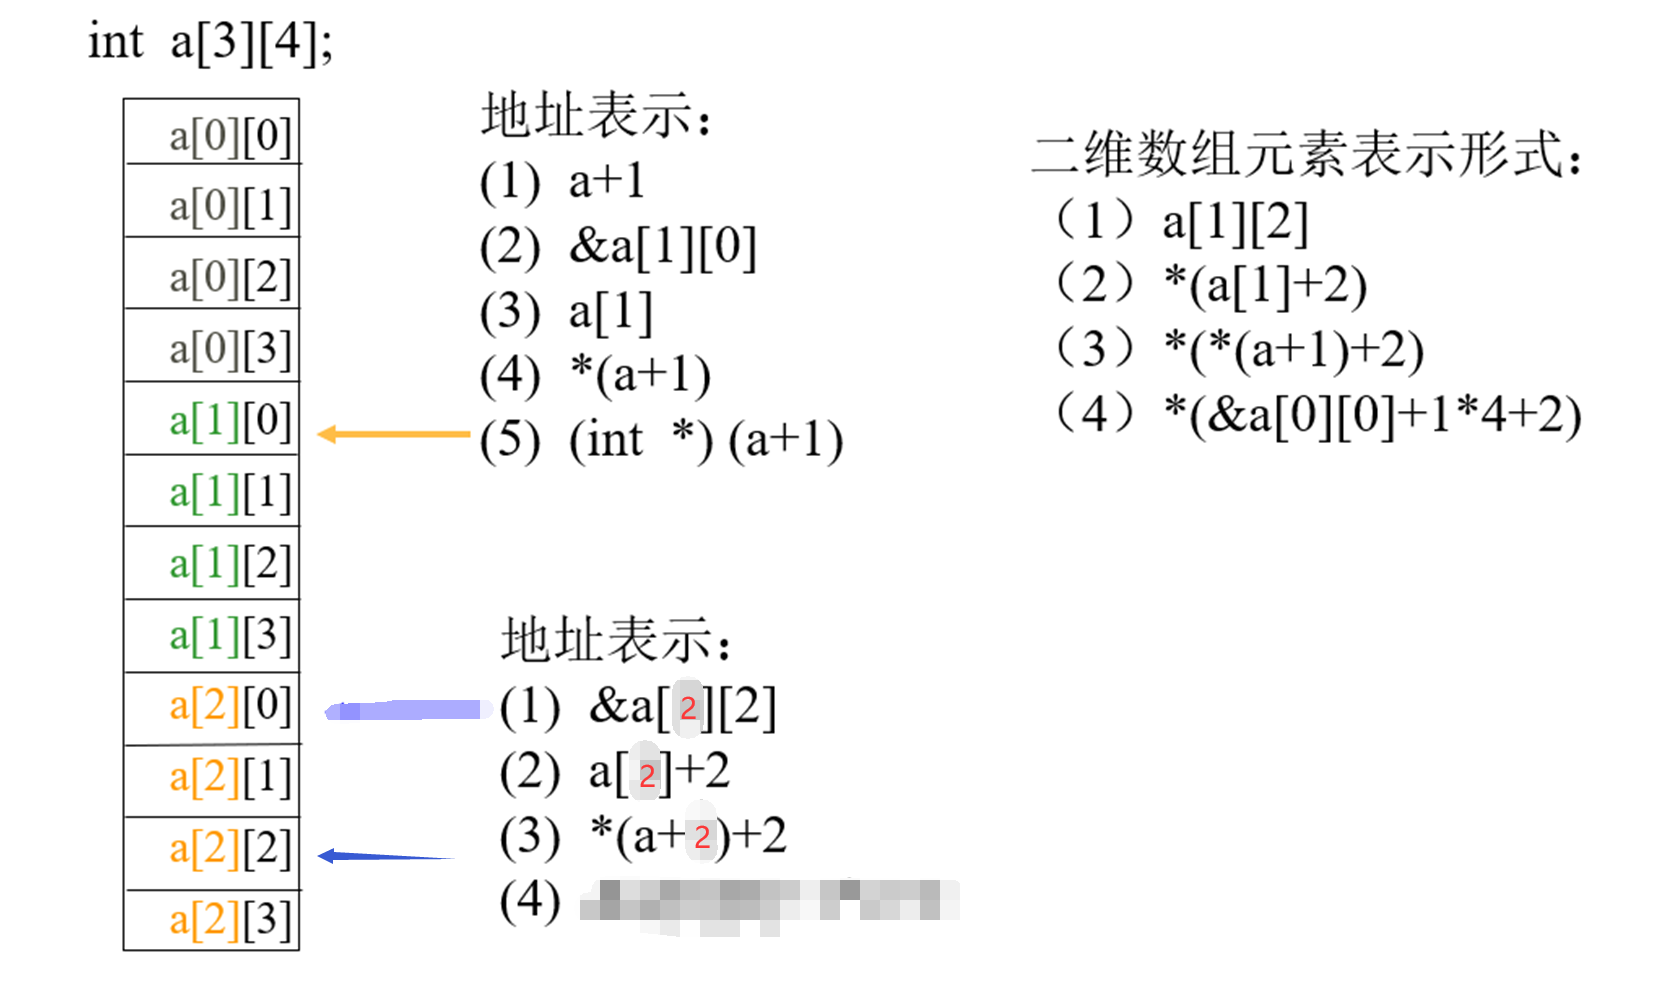 int a[3][4];
a[0][0]
a[0][1]
a[0][2]
a[0][3]
a[1][0]
a[1][1]
a[1][2]
a[1][3]
a[2][0]
a[2][1]
a[2][2]
a[2][3]
地址表示：
(1) a+1
(2) &a[1][0]
(3) a[1]
(4) *(a+1)
(5) (int *) (a+1)
地址表示：
(1) &a[2][2]
(2) a[2]+2
(3) *(a+2)+2
(4)
二维数组元素表示形式：
（1）a[1][2]
（2）*(a[1]+2)
（3）*(*(a+1)+2)
（4）*(&a[0][0]+1*4+2)